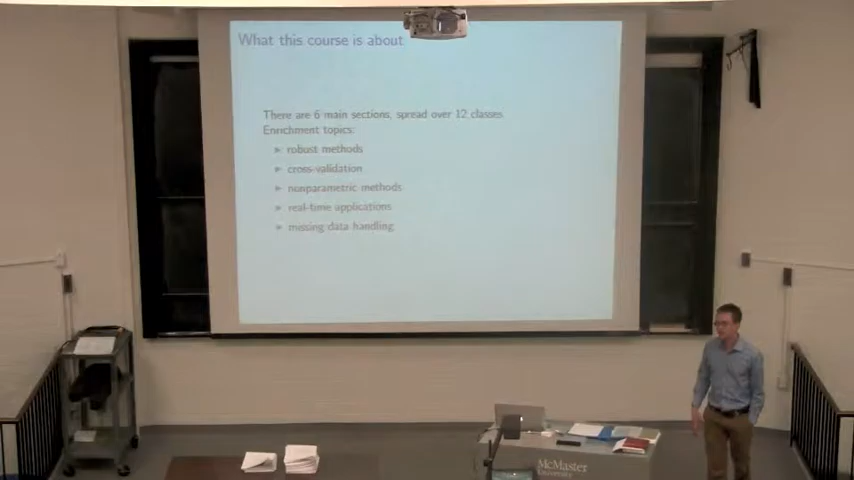 What this course is about
There are 6 main sections, spread over 12 classes
Enrichment topics:
robust methods
cross-validation
nonparametric methods
real-time applications
missing data handling
McMaster
University